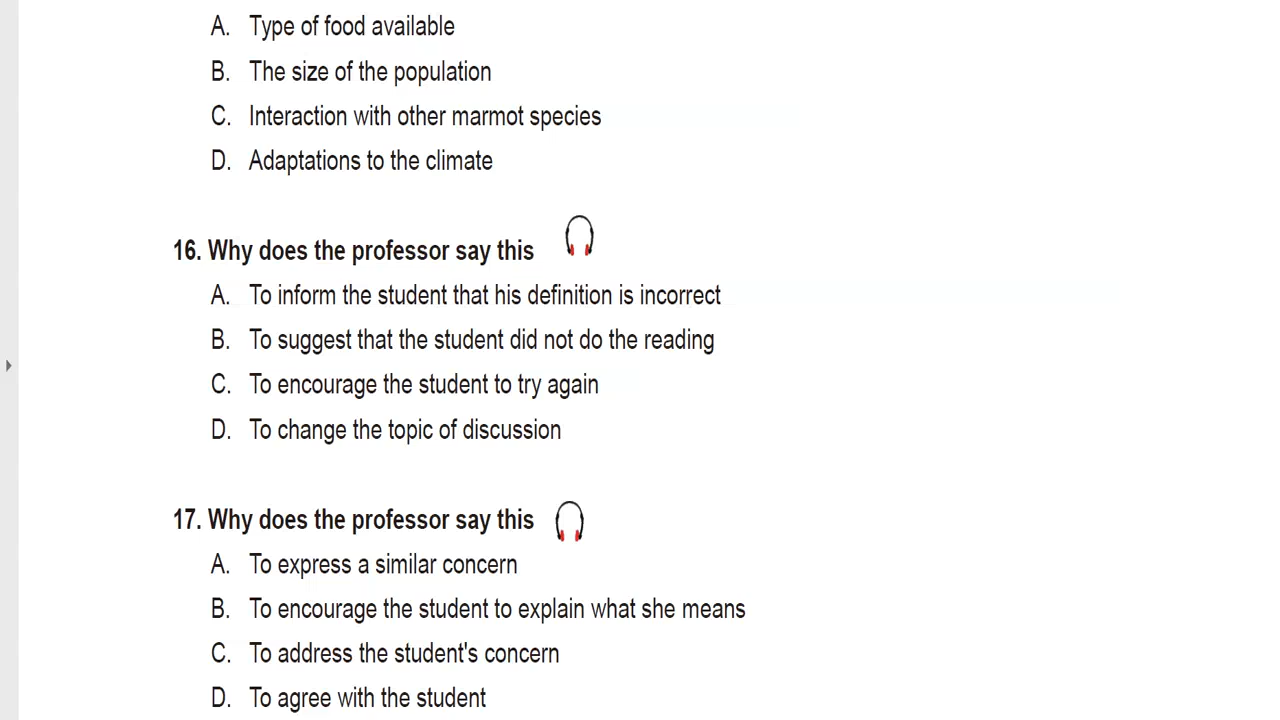 A. Type of food available
B. The size of the population
C. Interaction with other marmot species
D. Adaptations to the climate
16. Why does the professor say this
A. To inform the student that his definition is incorrect
B. To suggest that the student did not do the reading
C. To encourage the student to try again
D. To change the topic of discussion
17. Why does the professor say this
A. To express a similar concern
B. To encourage the student to explain what she means
C. To address the student's concern
D. To agree with the student